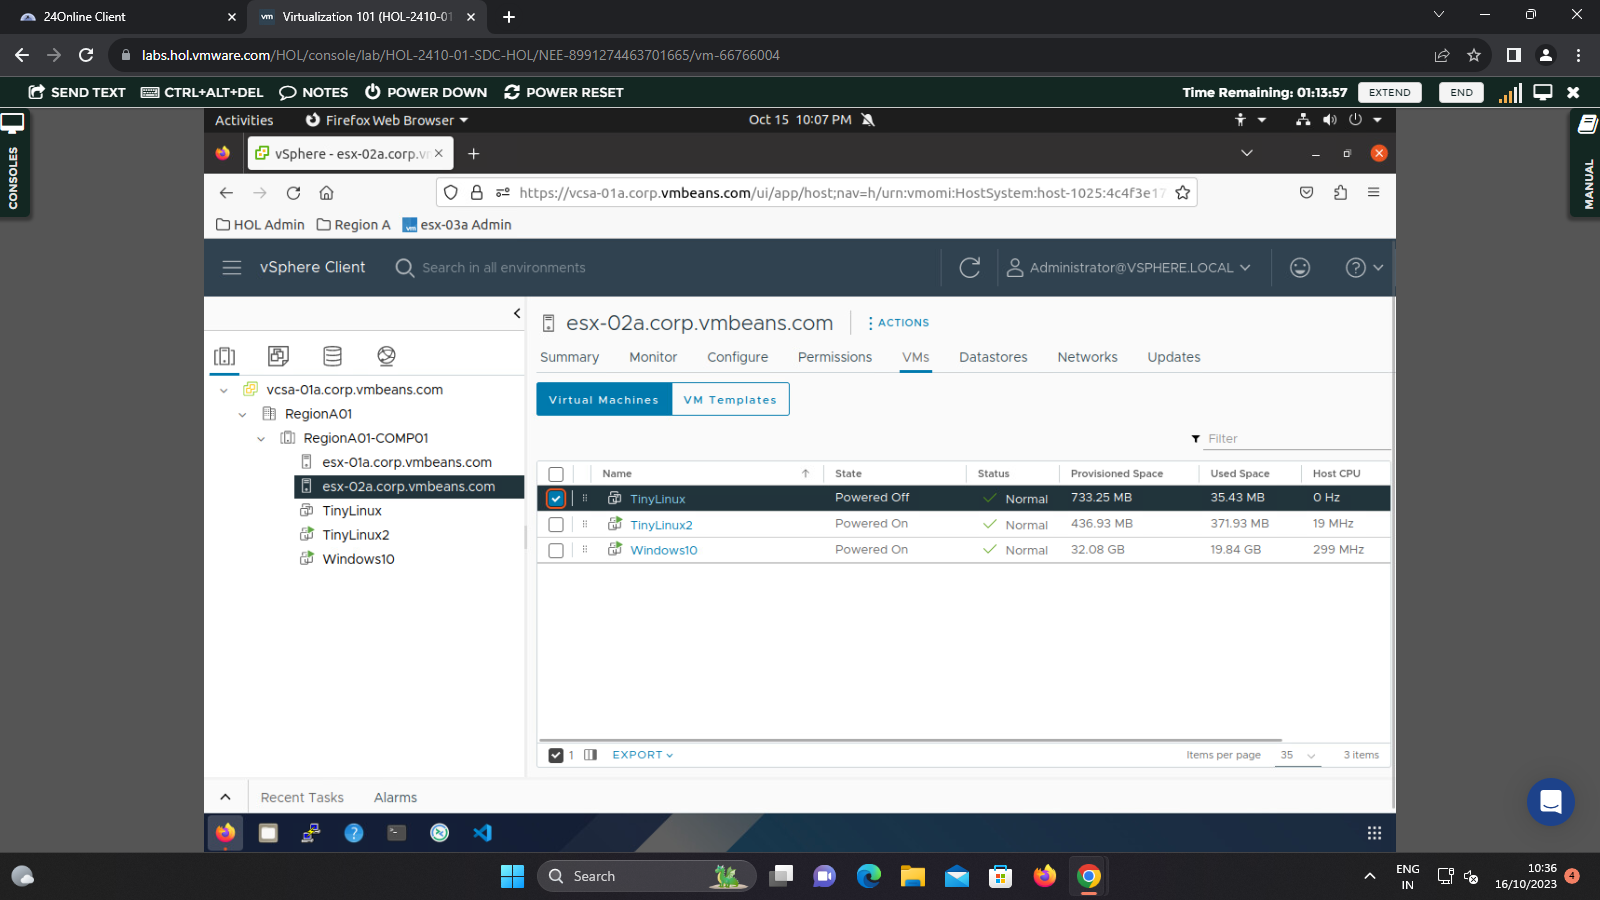 24Online Client
vm Virtualization 101 (HOL-2410-01
labs.hol.vmware.com/HOL/console/lab/HOL-2410-01-SDC-HOL/NEE-8991274463701665/vm-66766004
SEND TEXT CTRL+ALT+DEL NOTES POWER DOWN POWER RESET Time Remaining: 01:13:57 EXTEND END
CONSOLES
MANUAL
Activities Firefox Web Browser Oct 15 10:07 PM
vSphere - esx-02a.corp.vm
https://vcsa-01a.corp.vmbeans.com/ui/app/host;nav=h/urn:vmomi:HostSystem:host-1025:4c4f3e17
HOL Admin Region A vm esx-03a Admin
vSphere Client Search in all environments Administrator@VSPHERE.LOCAL ?
esx-02a.corp.vmbeans.com ACTIONS
Summary Monitor Configure Permissions VMs Datastores Networks Updates
vcsa-01a.corp.vmbeans.com
RegionA01
RegionA01-COMP01
esx-01a.corp.vmbeans.com
esx-02a.corp.vmbeans.com
TinyLinux
TinyLinux2
Windows10
Virtual Machines VM Templates
Filter
Name State Status Provisioned Space Used Space Host CPU
TinyLinux Powered Off Normal 733.25 MB 35.43 MB 0 Hz
TinyLinux2 Powered On Normal 436.93 MB 371.93 MB 19 MHz
Windows10 Powered On Normal 32.08 GB 19.84 GB 299 MHz
1 EXPORT Items per page 35 3 items
Recent Tasks Alarms
?
Search
ENG
IN
10:36
16/10/2023
4